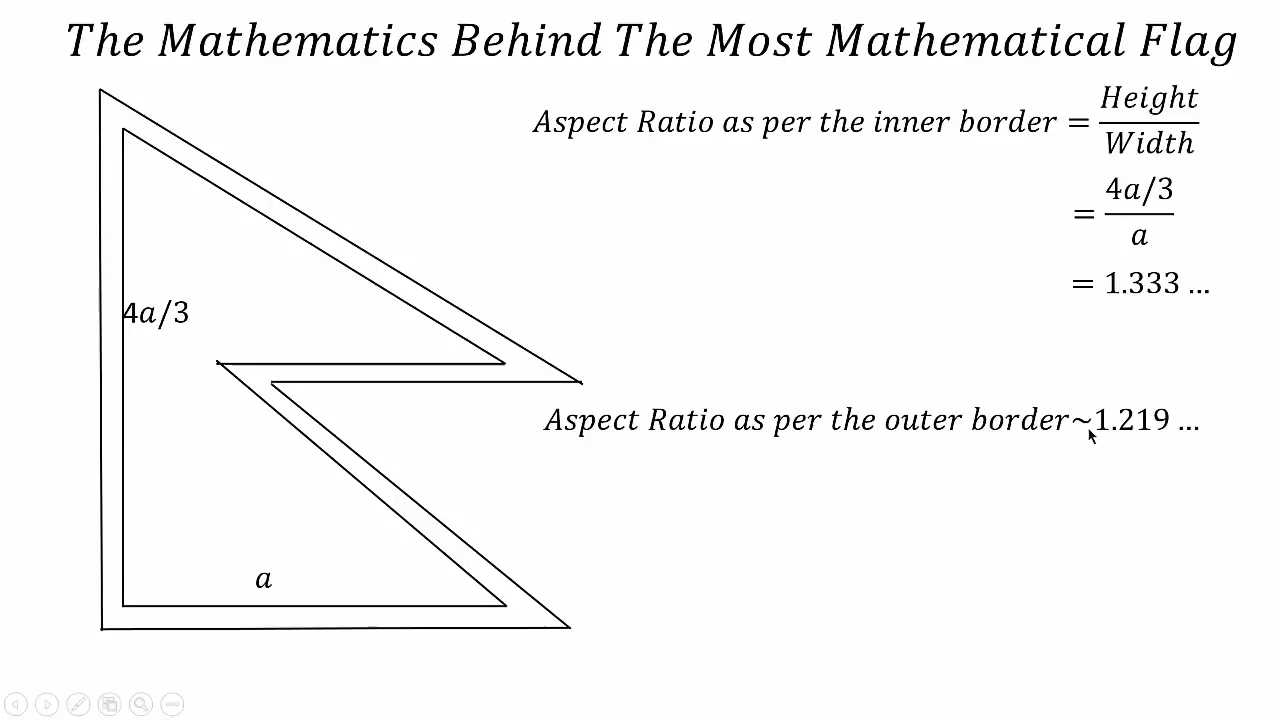 The Mathematics Behind The Most Mathematical Flag
Aspect Ratio as per the inner border = Height/Width
= 4a/3/a
= 1.333 ...
4a/3
Aspect Ratio as per the outer border~1.219 ...
a